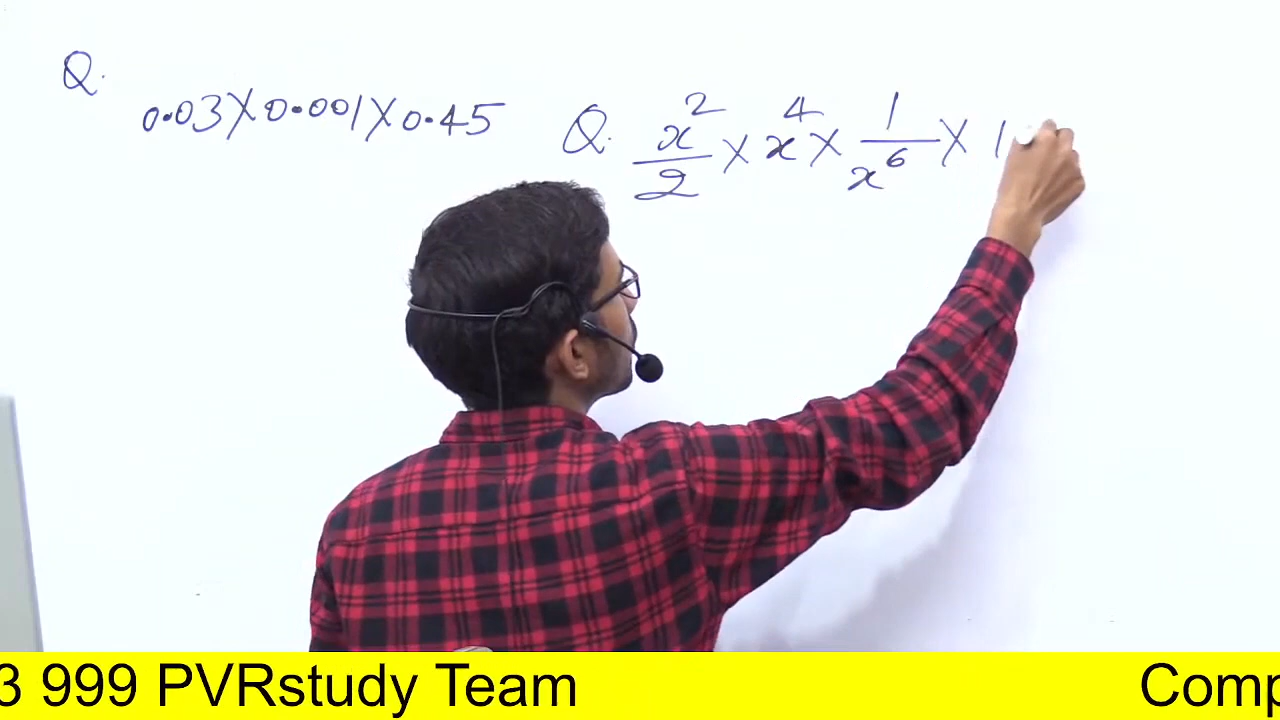 Q.
0.03 × 0.001 × 0.45
Q. x²/2 × x⁴ × 1/x⁶ × 1
3 999 PVRstudy Team
Comp